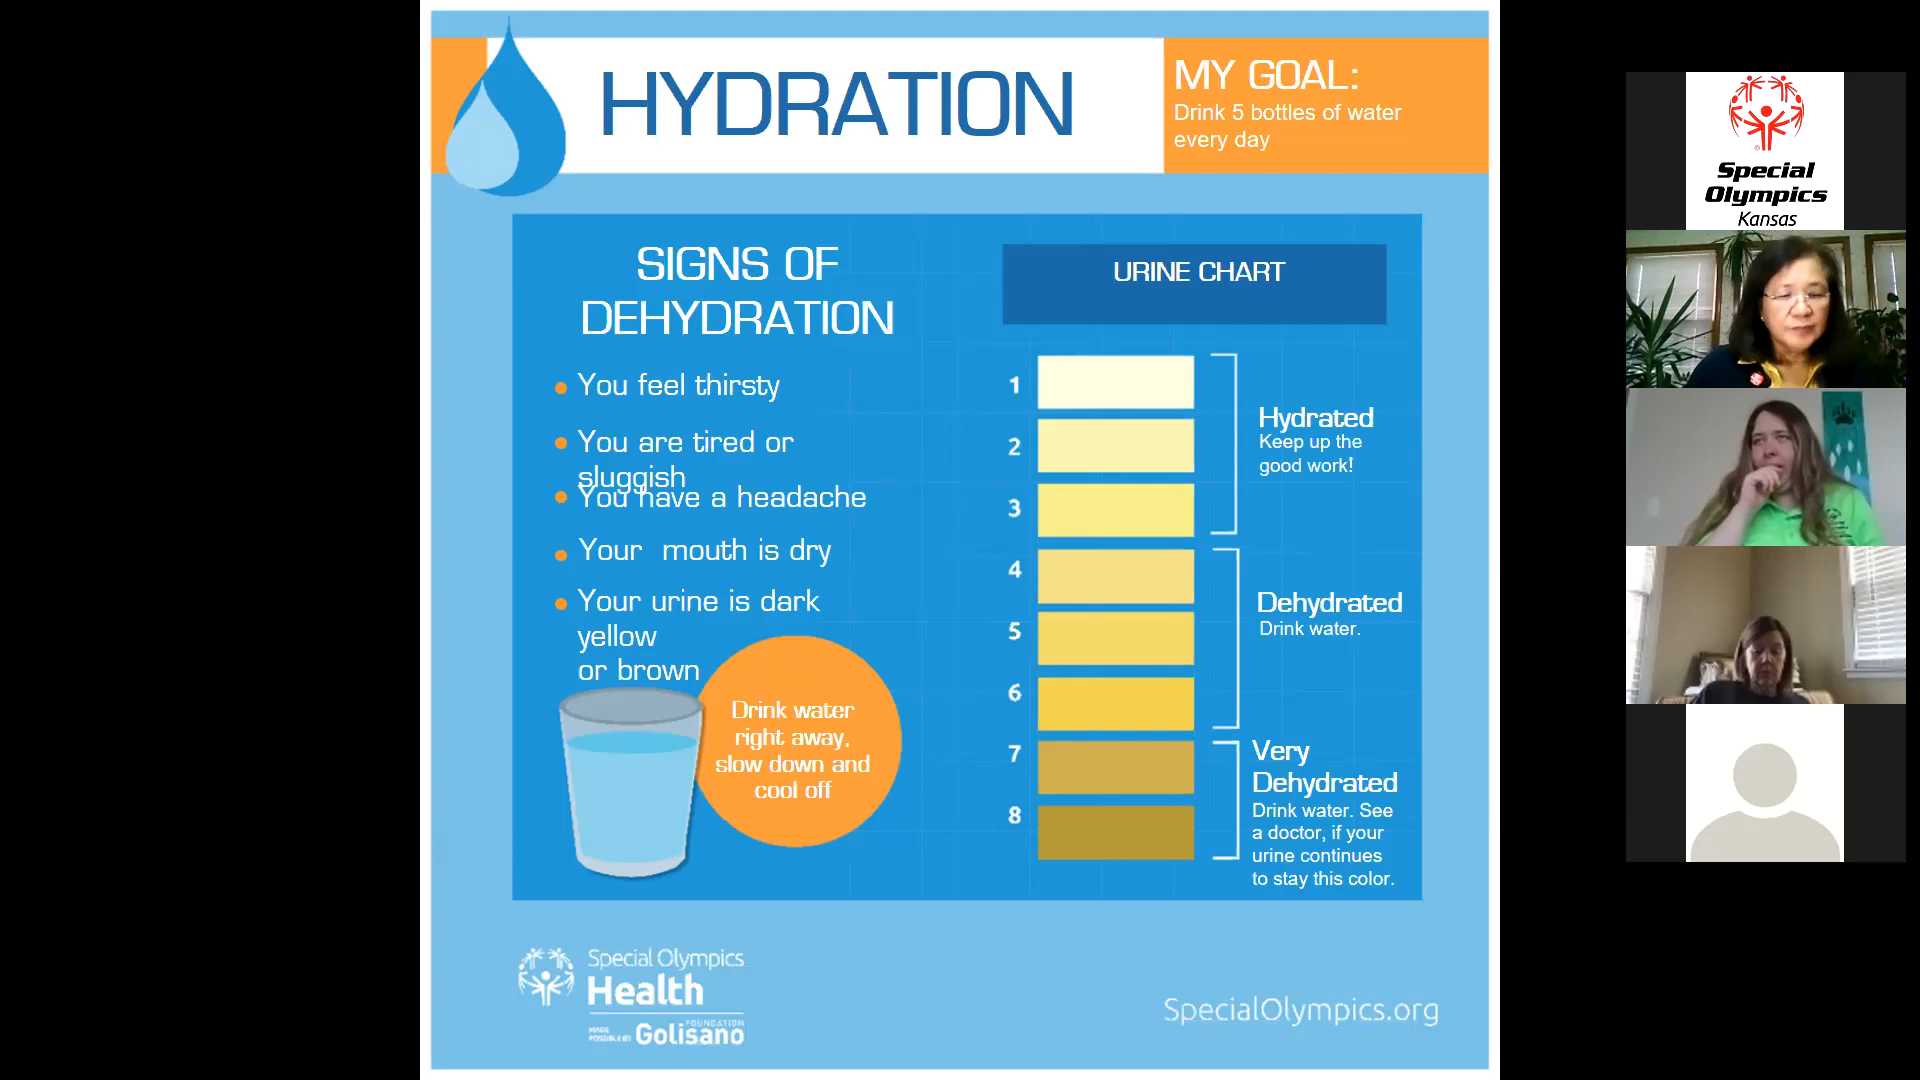 HYDRATION
MY GOAL:
Drink 5 bottles of water
every day
SIGNS OF
DEHYDRATION
You feel thirsty
You are tired or
sluggish
You have a headache
Your mouth is dry
Your urine is dark
yellow
or brown
Drink water
right away,
slow down and
cool off
URINE CHART
1
2
3
4
5
6
7
8
Hydrated
Keep up the
good work!
Dehydrated
Drink water.
Very
Dehydrated
Drink water. See
a doctor, if your
urine continues
to stay this color.
Special Olympics
Health
MADE
POSSIBLE BY
Golisano
FOUNDATION
SpecialOlympics.org
Special
Olympics
Kansas